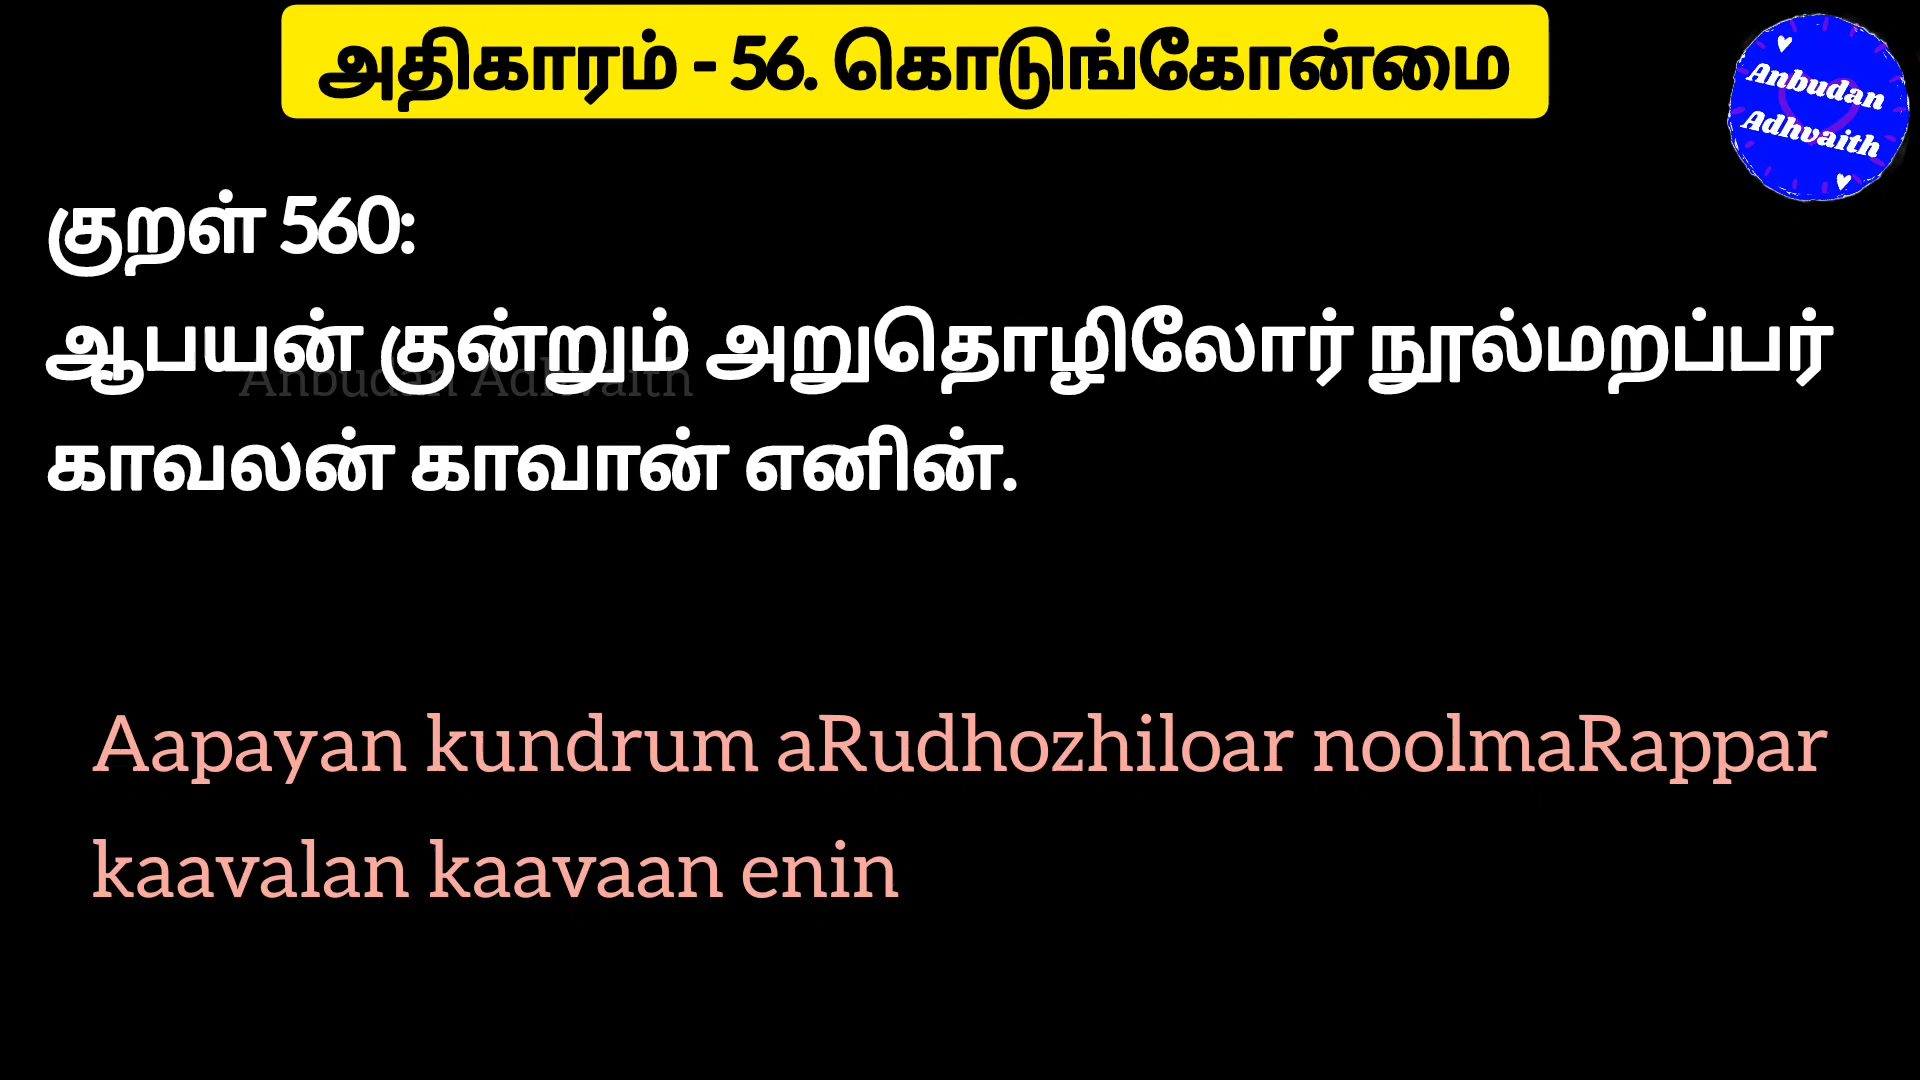 அதிகாரம் - 56. கொடுங்கோன்மை
Anbudan
Adhvaith
குறள் 560:
ஆபயன் குன்றும் அறுதொழிலோர் நூல்மறப்பர்
Anbudan Adhvaith
காவலன் காவான் எனின்.
Aapayan kundrum aRudhozhiloar noolmaRappar
kaavalan kaavaan enin